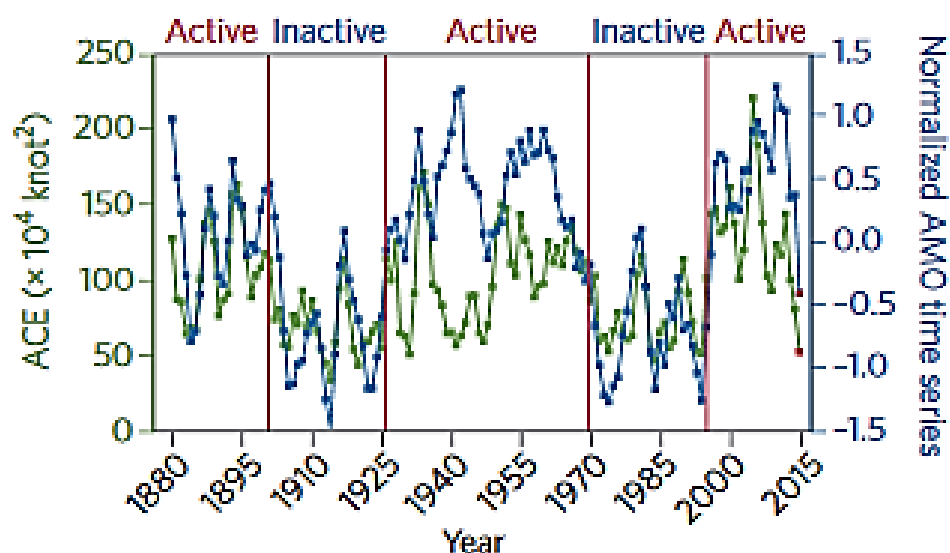 Active Inactive Active Inactive Active
ACE (× 10⁴ knot²)
250
200
150
100
50
0
1.5
1.0
0.5
0.0
−0.5
−1.0
−1.5
Normalized AMO time series
1880 1895 1910 1925 1940 1955 1970 1985 2000 2015
Year